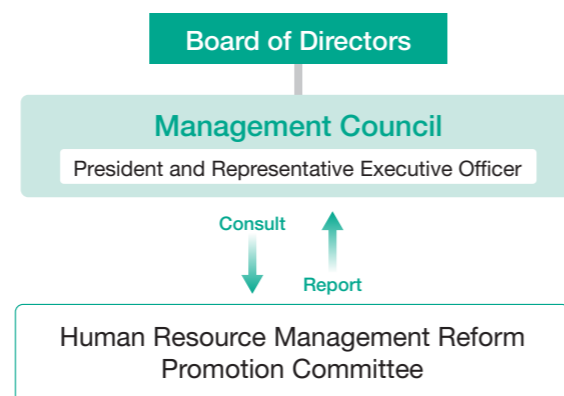 Board of Directors
Management Council
President and Representative Executive Officer
Consult
Report
Human Resource Management Reform
Promotion Committee